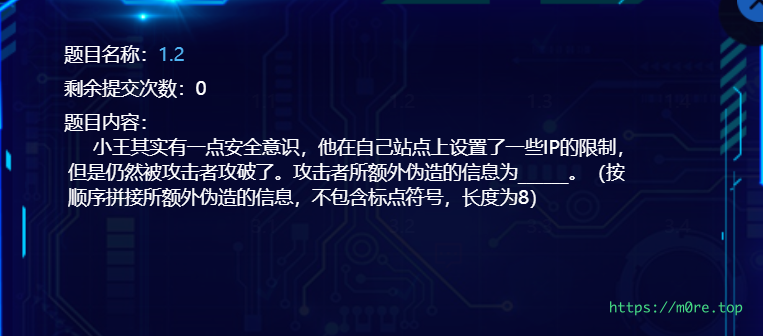 题目名称：1.2
剩余提交次数：0
题目内容：
小王其实有一点安全意识，他在自己站点上设置了一些IP的限制，
但是仍然被攻击者攻破了。攻击者所额外伪造的信息为_____。（按
顺序拼接所额外伪造的信息，不包含标点符号，长度为8）
https://m0re.top